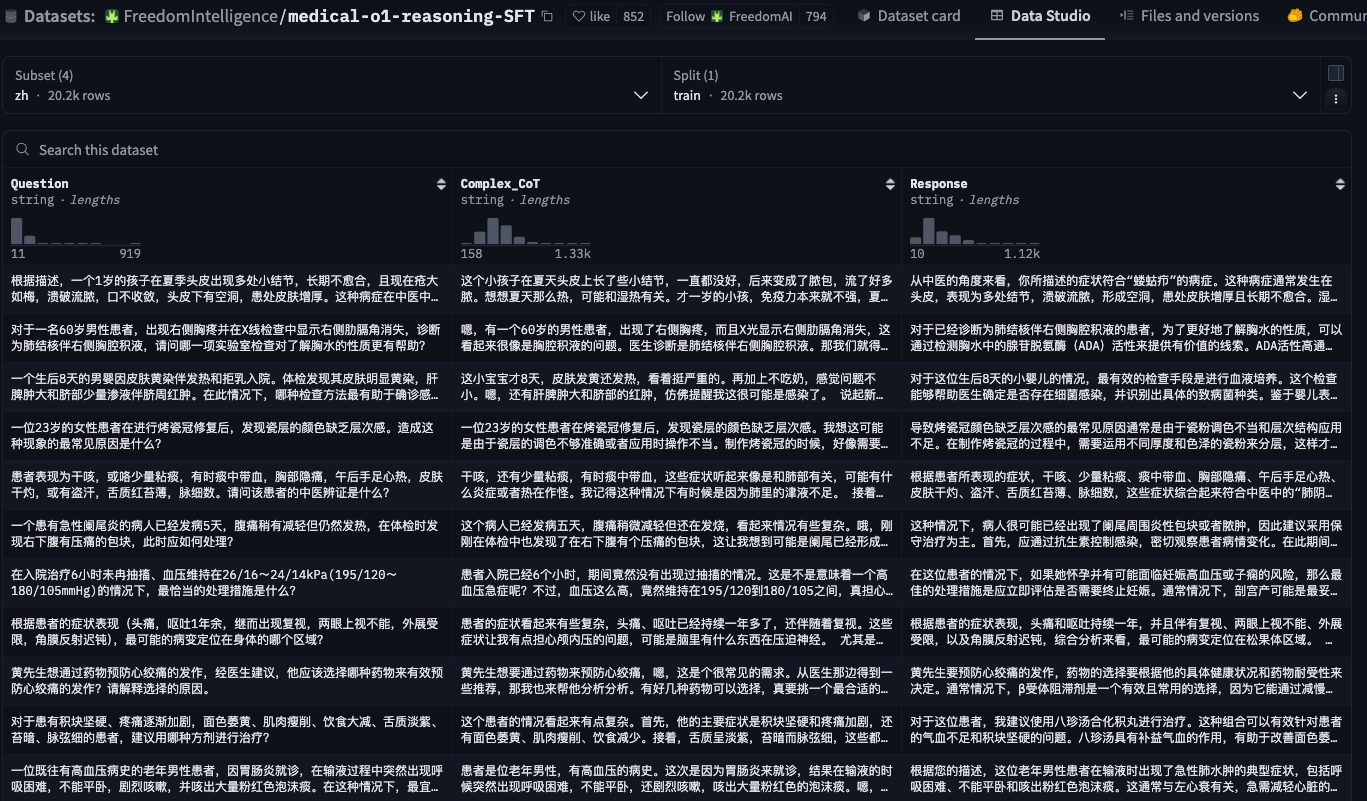 Datasets: FreedomIntelligence/medical-o1-reasoning-SFT like 852 Follow FreedomAI 794 Dataset card Data Studio Files and versions Commun
Subset (4)
zh · 20.2k rows
Split (1)
train · 20.2k rows
Search this dataset
Question
string · lengths
11 919
Complex_CoT
string · lengths
158 1.33k
Response
string · lengths
10 1.12k
根据描述，一个1岁的孩子在夏季头皮出现多处小结节，长期不愈合，且现在疮大
如梅，溃破流脓，口不收敛，头皮下有空洞，患处皮肤增厚。这种病症在中医中…
这个小孩子在夏天头皮上长了些小结节，一直都没好，后来变成了脓包，流了好多
脓。想想夏天那么热，可能和湿热有关。才一岁的小孩，免疫力本来就不强，夏…
从中医的角度来看，你所描述的症状符合“蝼蛄疖”的病症。这种病症通常发生在
头皮，表现为多处结节，溃破流脓，形成空洞，患处皮肤增厚且长期不愈合。湿…
对于一名60岁男性患者，出现右侧胸疼并在X线检查中显示右侧肋膈角消失，诊断
为肺结核伴右侧胸腔积液，请问哪一项实验室检查对了解胸水的性质更有帮助？
嗯，有一个60岁的男性患者，出现了右侧胸疼，而且X光显示右侧肋膈角消失，这
看起来很像是胸腔积液的问题。医生诊断是肺结核伴右侧胸腔积液。那我们就得…
对于已经诊断为肺结核伴右侧胸腔积液的患者，为了更好地了解胸水的性质，可以
通过检测胸水中的腺苷脱氨酶（ADA）活性来提供有价值的线索。ADA活性高通…
一个生后8天的男婴因皮肤黄染伴发热和拒乳入院。体检发现其皮肤明显黄染，肝
脾肿大和脐部少量渗液伴脐周红肿。在此情况下，哪种检查方法最有助于确诊感…
这小宝宝才8天，皮肤发黄还发热，看着挺严重的。再加上不吃奶，感觉问题不
小。嗯，还有肝脾肿大和脐部的红肿，仿佛提醒我这很可能是感染了。 说起新…
对于这位生后8天的小婴儿的情况，最有效的检查手段是进行血液培养。这个检查
能够帮助医生确定是否存在细菌感染，并识别出具体的致病菌种类。鉴于婴儿表…
一位23岁的女性患者在进行烤瓷冠修复后，发现瓷层的颜色缺乏层次感。造成这
种现象的最常见原因是什么？
一位23岁的女性患者在烤瓷冠修复后，发现瓷层的颜色缺乏层次感。我想这可能
是由于瓷层的调色不够准确或者应用时操作不当。制作烤瓷冠的时候，好像需要…
导致烤瓷冠颜色缺乏层次感的最常见原因通常是由于瓷粉调色不当和层次结构应用
不足。在制作烤瓷冠的过程中，需要运用不同厚度和色泽的瓷粉来分层，这样才…
患者表现为干咳，或咯少量粘痰，有时痰中带血，胸部隐痛，午后手足心热，皮肤
干灼，或有盗汗，舌质红苔薄，脉细数。请问该患者的中医辨证是什么？
干咳，还有少量粘痰，有时痰中带血，这些症状听起来像是和肺部有关，可能有什
么炎症或者热在作怪。我记得这种情况下有时候是因为肺里的津液不足。 接着…
根据患者所表现的症状，干咳、少量粘痰、痰中带血、胸部隐痛、午后手足心热、
皮肤干灼、盗汗、舌质红苔薄、脉细数，这些症状综合起来符合中医中的“肺阴…
一个患有急性阑尾炎的病人已经发病5天，腹痛稍有减轻但仍然发热，在体检时发
现右下腹有压痛的包块，此时应如何处理？
这个病人已经发病五天，腹痛稍微减轻但还在发烧，看起来情况有些复杂。哦，刚
刚在体检中也发现了在右下腹有个压痛的包块，这让我想到可能是阑尾已经形成…
这种情况下，病人很可能已经出现了阑尾周围炎性包块或者脓肿，因此建议采用保
守治疗为主。首先，应通过抗生素控制感染，密切观察患者病情变化。在此期间…
在入院治疗6小时未冉抽搐、血压维持在26/16～24/14kPa(195/120～
180/105mmHg)的情况下，最恰当的处理措施是什么？
患者入院已经6个小时，期间竟然没有出现过抽搐的情况。这是不是意味着一个高
血压急症呢？不过，血压这么高，竟然维持在195/120到180/105之间，真担心…
在这位患者的情况下，如果她怀孕并有可能面临妊娠高血压或子痫的风险，那么最
佳的处理措施是应立即评估是否需要终止妊娠。通常情况下，剖宫产可能是最妥…
根据患者的症状表现（头痛，呕吐1年余，继而出现复视，两眼上视不能，外展受
限，角膜反射迟钝），最可能的病变定位在身体的哪个区域？
患者的症状看起来有些复杂，头痛、呕吐已经持续一年多了，还伴随着复视。这些
症状让我有点担心颅内压的问题，可能是脑里有什么东西在压迫神经。 尤其是…
根据患者的症状表现，头痛和呕吐持续一年，并且伴有复视、两眼上视不能、外展
受限，以及角膜反射迟钝，综合分析来看，最可能的病变定位在松果体区域。 …
黄先生想通过药物预防心绞痛的发作，经医生建议，他应该选择哪种药物来有效预
防心绞痛的发作？请解释选择的原因。
黄先生想要通过药物来预防心绞痛，嗯，这是个很常见的需求。从医生那边得到一
些推荐，那我也来帮他分析分析。有好几种药物可以选择，真要挑一个最合适的…
黄先生要预防心绞痛的发作，药物的选择要根据他的具体健康状况和药物耐受性来
决定。通常情况下，β受体阻滞剂是一个有效且常用的选择，因为它能通过减慢…
对于患有积块坚硬、疼痛逐渐加剧，面色萎黄、肌肉瘦削、饮食大减、舌质淡紫、
苔暗、脉弦细的患者，建议用哪种方剂进行治疗？
这个患者的情况看起来有点复杂。首先，他的主要症状是积块坚硬和疼痛加剧，还
有面色萎黄、肌肉瘦削、饮食减少。接着，舌质呈淡紫，苔暗而脉弦细，这些都…
对于这位患者，我建议使用八珍汤合化积丸进行治疗。这种组合可以有效针对患者
的气血不足和积块坚硬的问题。八珍汤具有补益气血的作用，有助于改善面色萎…
一位既往有高血压病史的老年男性患者，因胃肠炎就诊，在输液过程中突然出现呼
吸困难，不能平卧，剧烈咳嗽，并咳出大量粉红色泡沫痰。在这种情况下，最宜…
患者是位老年男性，有高血压的病史。这次是因为胃肠炎来就诊，结果在输液的时
候突然出现呼吸困难，不能平卧，还剧烈咳嗽，咳出大量粉红色的泡沫痰。嗯，…
根据您的描述，这位老年男性患者在输液时出现了急性肺水肿的典型症状，包括呼
吸困难、不能平卧和咳出粉红色泡沫痰。这通常与左心衰有关，急需减轻心脏的…